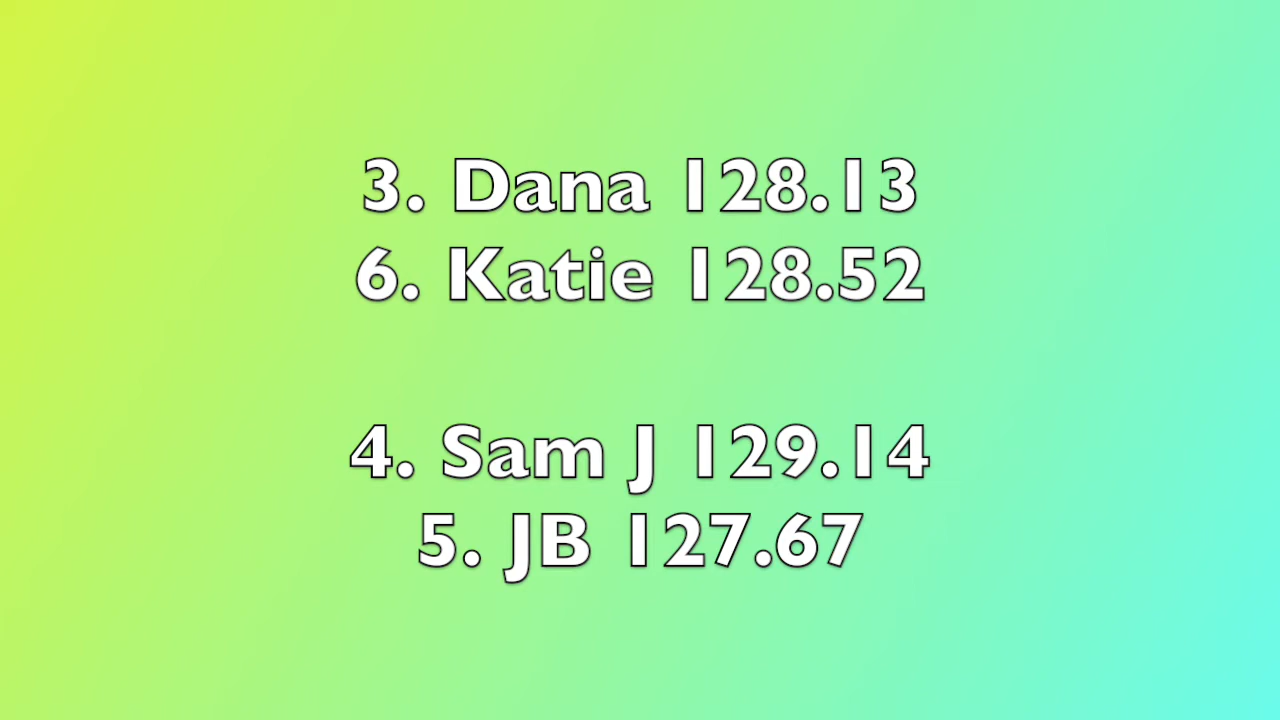 3. Dana 128.13
6. Katie 128.52
4. Sam J 129.14
5. JB 127.67